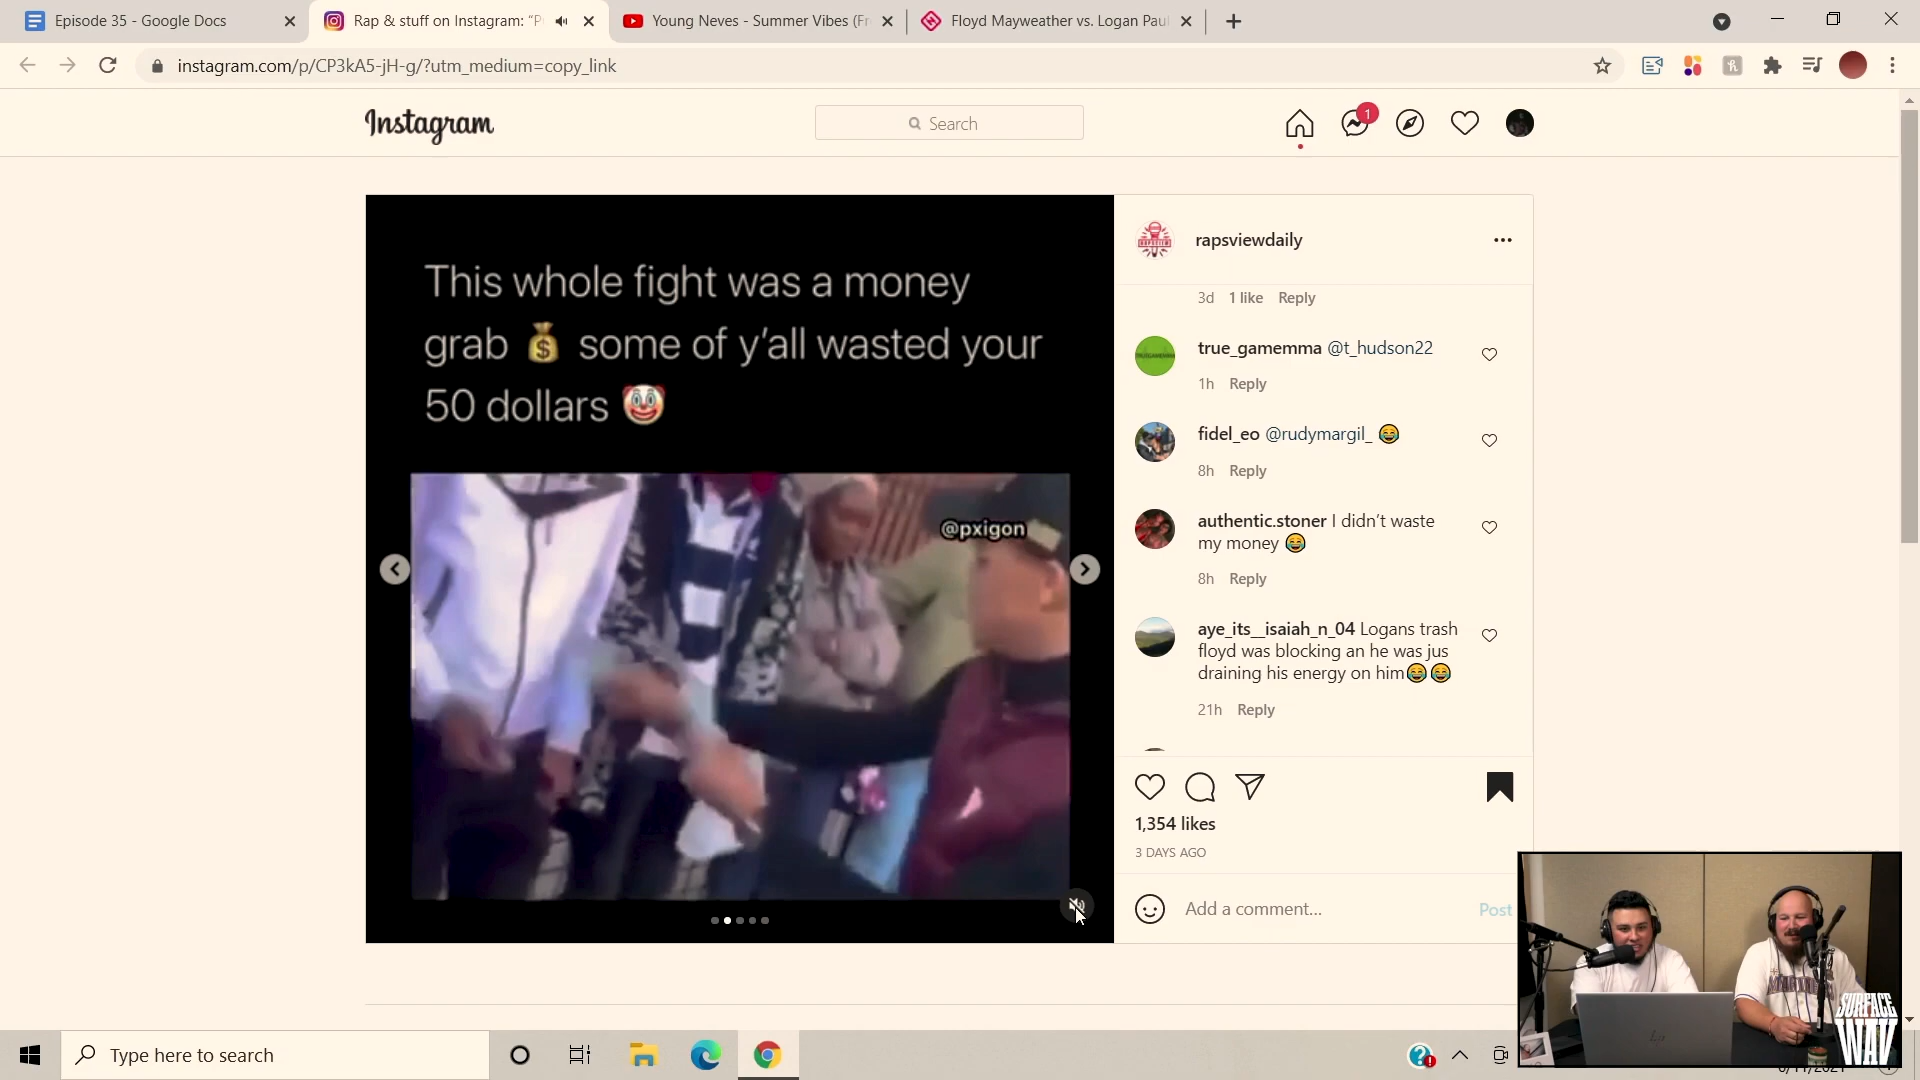 Episode 35 - Google Docs
Rap & stuff on Instagram: “P
Young Neves - Summer Vibes (Fr
Floyd Mayweather vs. Logan Paul
instagram.com/p/CP3kA5-jH-g/?utm_medium=copy_link
Instagram
Search
1
This whole fight was a money
grab 💰 some of y’all wasted your
50 dollars 🤡
@pxigon
rapsviewdaily
3d 1 like Reply
true_gamemma @t_hudson22
1h Reply
fidel_eo @rudymargil_ 😂
8h Reply
authentic.stoner I didn’t waste
my money 😂
8h Reply
aye_its__isaiah_n_04 Logans trash
floyd was blocking an he was jus
draining his energy on him😂😂
21h Reply
1,354 likes
3 DAYS AGO
Add a comment...
Post
SURFACE
WAV
Type here to search